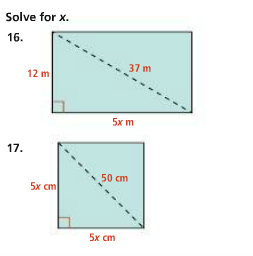 Solve for x.
16.
37 m
12 m
5x m
17.
50 cm
5x cm
5x cm